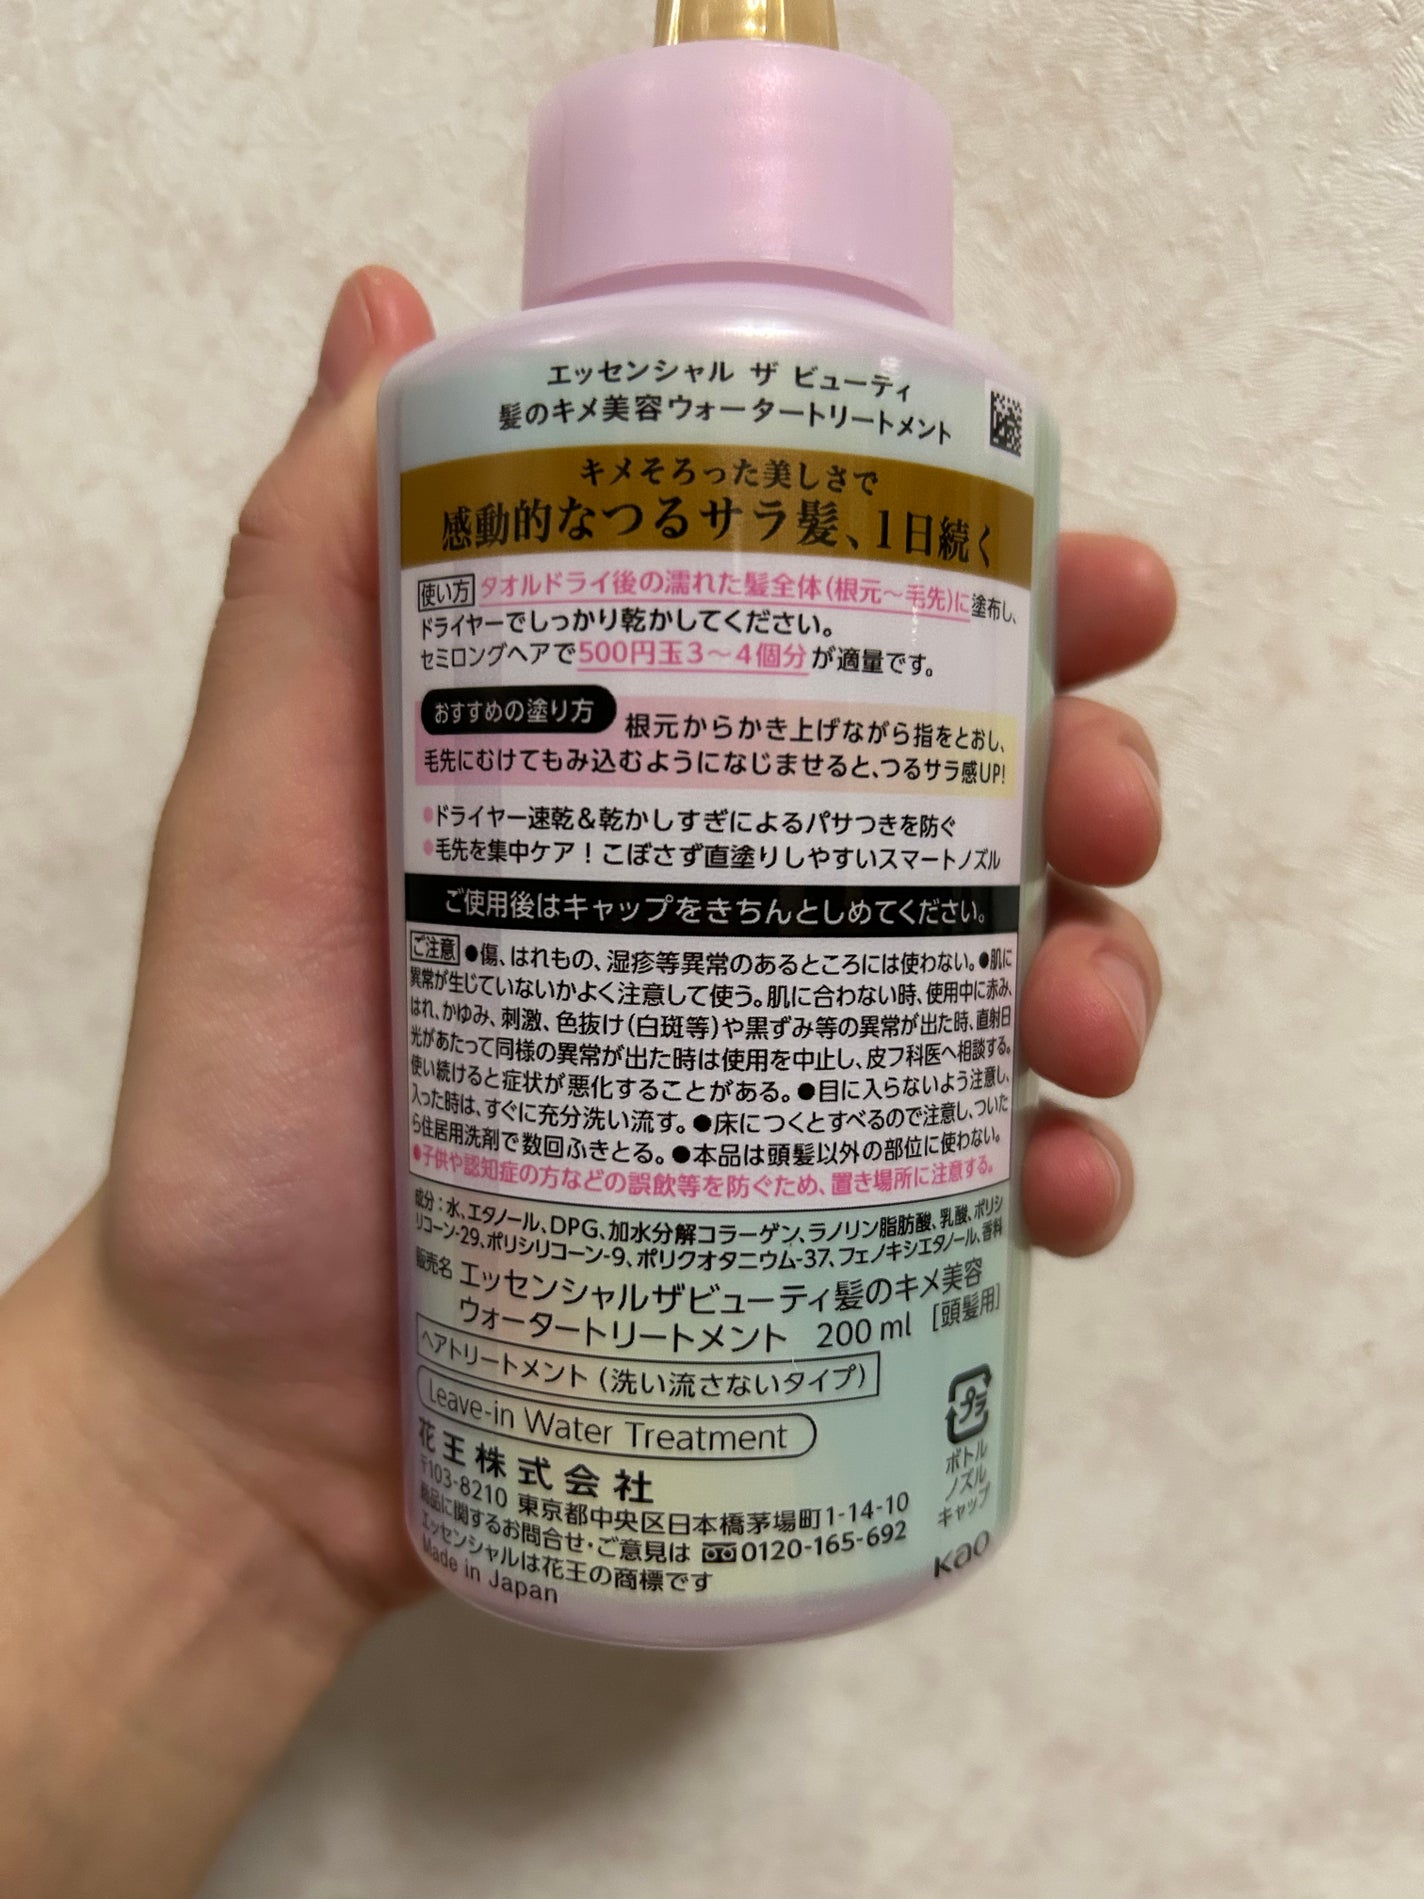 エッセンシャル ザ ビューティ
髪のキメ美容ウォータートリートメント
キメそろった美しさで
感動的なつるサラ髪、1日続く
使い方 タオルドライ後の濡れた髪全体(根元〜毛先)に塗布し、
ドライヤーでしっかり乾かしてください。
セミロングヘアで500円玉3〜4個分が適量です。
おすすめの塗り方 根元からかき上げながら指をとおし、
毛先にむけてもみ込むようになじませると、つるサラ感UP!
●ドライヤー速乾&乾かしすぎによるパサつきを防ぐ
●毛先を集中ケア!こぼさず直塗りしやすいスマートノズル
ご使用後はキャップをきちんとしめてください。
ご注意 ●傷、はれもの、湿疹等異常のあるところには使わない。●肌に
異常が生じていないかよく注意して使う。肌に合わない時、使用中に赤み、
はれ、かゆみ、刺激、色抜け(白斑等)や黒ずみ等の異常が出た時、直射日
光があたって同様の異常が出た時は使用を中止し、皮フ科医へ相談する。
使い続けると症状が悪化することがある。●目に入らないよう注意し、
入った時は、すぐに充分洗い流す。●床につくとすべるので注意し、ついた
ら住居用洗剤で数回ふきとる。●本品は頭髪以外の部位に使わない。
●子供や認知症の方などの誤飲等を防ぐため、置き場所に注意する。
成分:水、エタノール、DPG、加水分解コラーゲン、ラノリン脂肪酸、乳酸、ポリシ
リコーン-29、ポリシリコーン-9、ポリクオタニウム-37、フェノキシエタノール、香料
販売名 エッセンシャルザビューティ髪のキメ美容
ウォータートリートメント 200ml [頭髪用]
ヘアトリートメント(洗い流さないタイプ)
Leave-in Water Treatment
花王株式会社
〒103-8210 東京都中央区日本橋茅場町1-14-10
商品に関するお問合せ・ご意見は 0120-165-692
エッセンシャルは花王の商標です
Made in Japan
プラ
ボトル
ノズル
キャップ
Kao